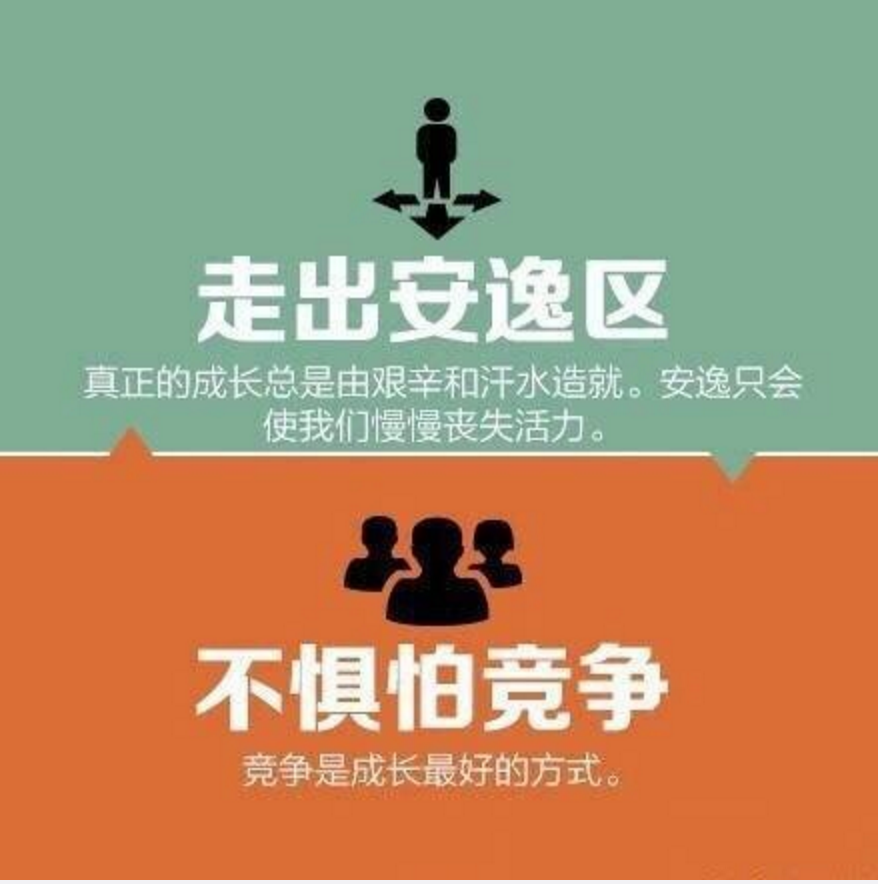 走出安逸区
真正的成长总是由艰辛和汗水造就。安逸只会
使我们慢慢丧失活力。
不惧怕竞争
竞争是成长最好的方式。